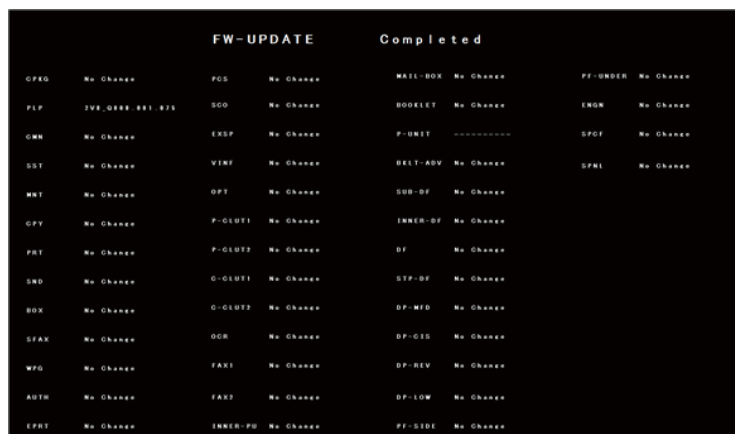 FW-UPDATE Completed
CPKG No Change PCS No Change MAIL-BOX No Change PF-UNDER No Change
PLP SCO No Change BOOKLET No Change ENGN No Change
CMN No Change EXSP No Change P-UNIT ---------- SPCF No Change
SST No Change VINF No Change BKLT-ADV No Change SPNL No Change
MNT No Change OPT No Change SUB-DF No Change
CPY No Change P-CLUT1 No Change INNER-DF No Change
PRT No Change P-CLUT2 No Change DF No Change
SND No Change C-CLUT1 No Change STP-DF No Change
BOX No Change C-CLUT2 No Change DP-MFD No Change
SFAX No Change OCR No Change DP-CIS No Change
WPG No Change FAX1 No Change DP-REV No Change
AUTH No Change FAX2 No Change DP-LOW No Change
EPRT No Change INNER-PU No Change PF-SIDE No Change